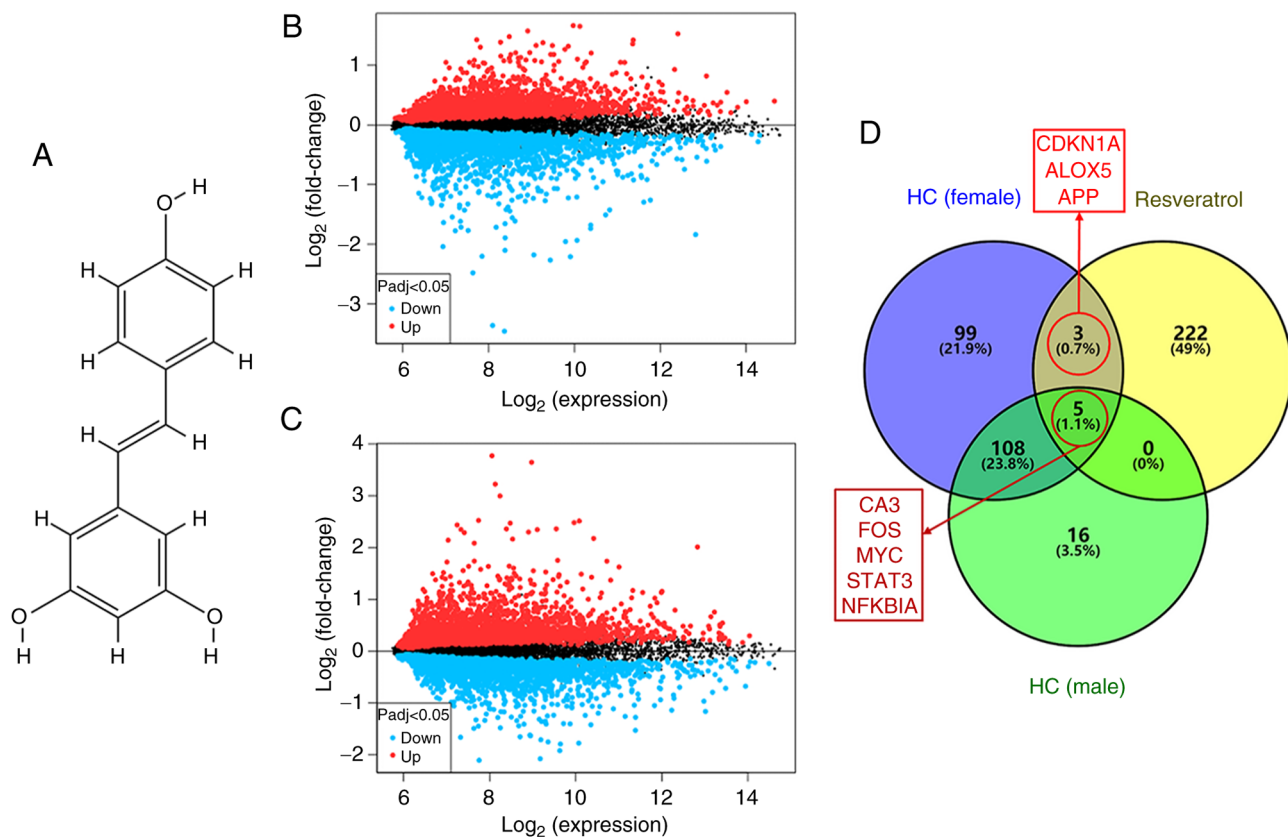 A
H
O
H
H
H
H
H
H
H
H
O
O
H
H
H
B
Log2 (fold-change)
1
0
−1
−2
−3
Padj<0.05
Down
Up
6
8
10
12
14
Log2 (expression)
C
Log2 (fold-change)
4
3
2
1
0
−1
−2
Padj<0.05
Down
Up
6
8
10
12
14
Log2 (expression)
D
CDKN1A
ALOX5
APP
HC (female)
Resveratrol
99
(21.9%)
3
(0.7%)
222
(49%)
5
(1.1%)
108
(23.8%)
0
(0%)
CA3
FOS
MYC
STAT3
NFKBIA
16
(3.5%)
HC (male)